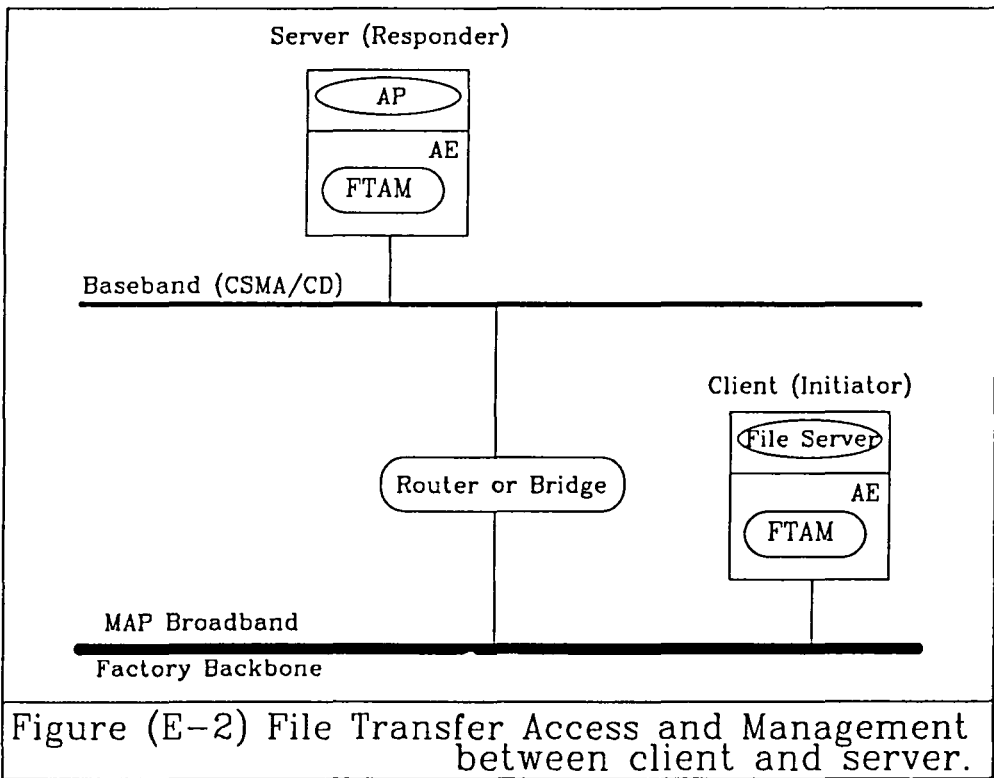 Server (Responder)
AP
AE
FTAM
Baseband (CSMA/CD)
Client (Initiator)
File Server
AE
FTAM
Router or Bridge
MAP Broadband
Factory Backbone
Figure (E-2) File Transfer Access and Management
between client and server.